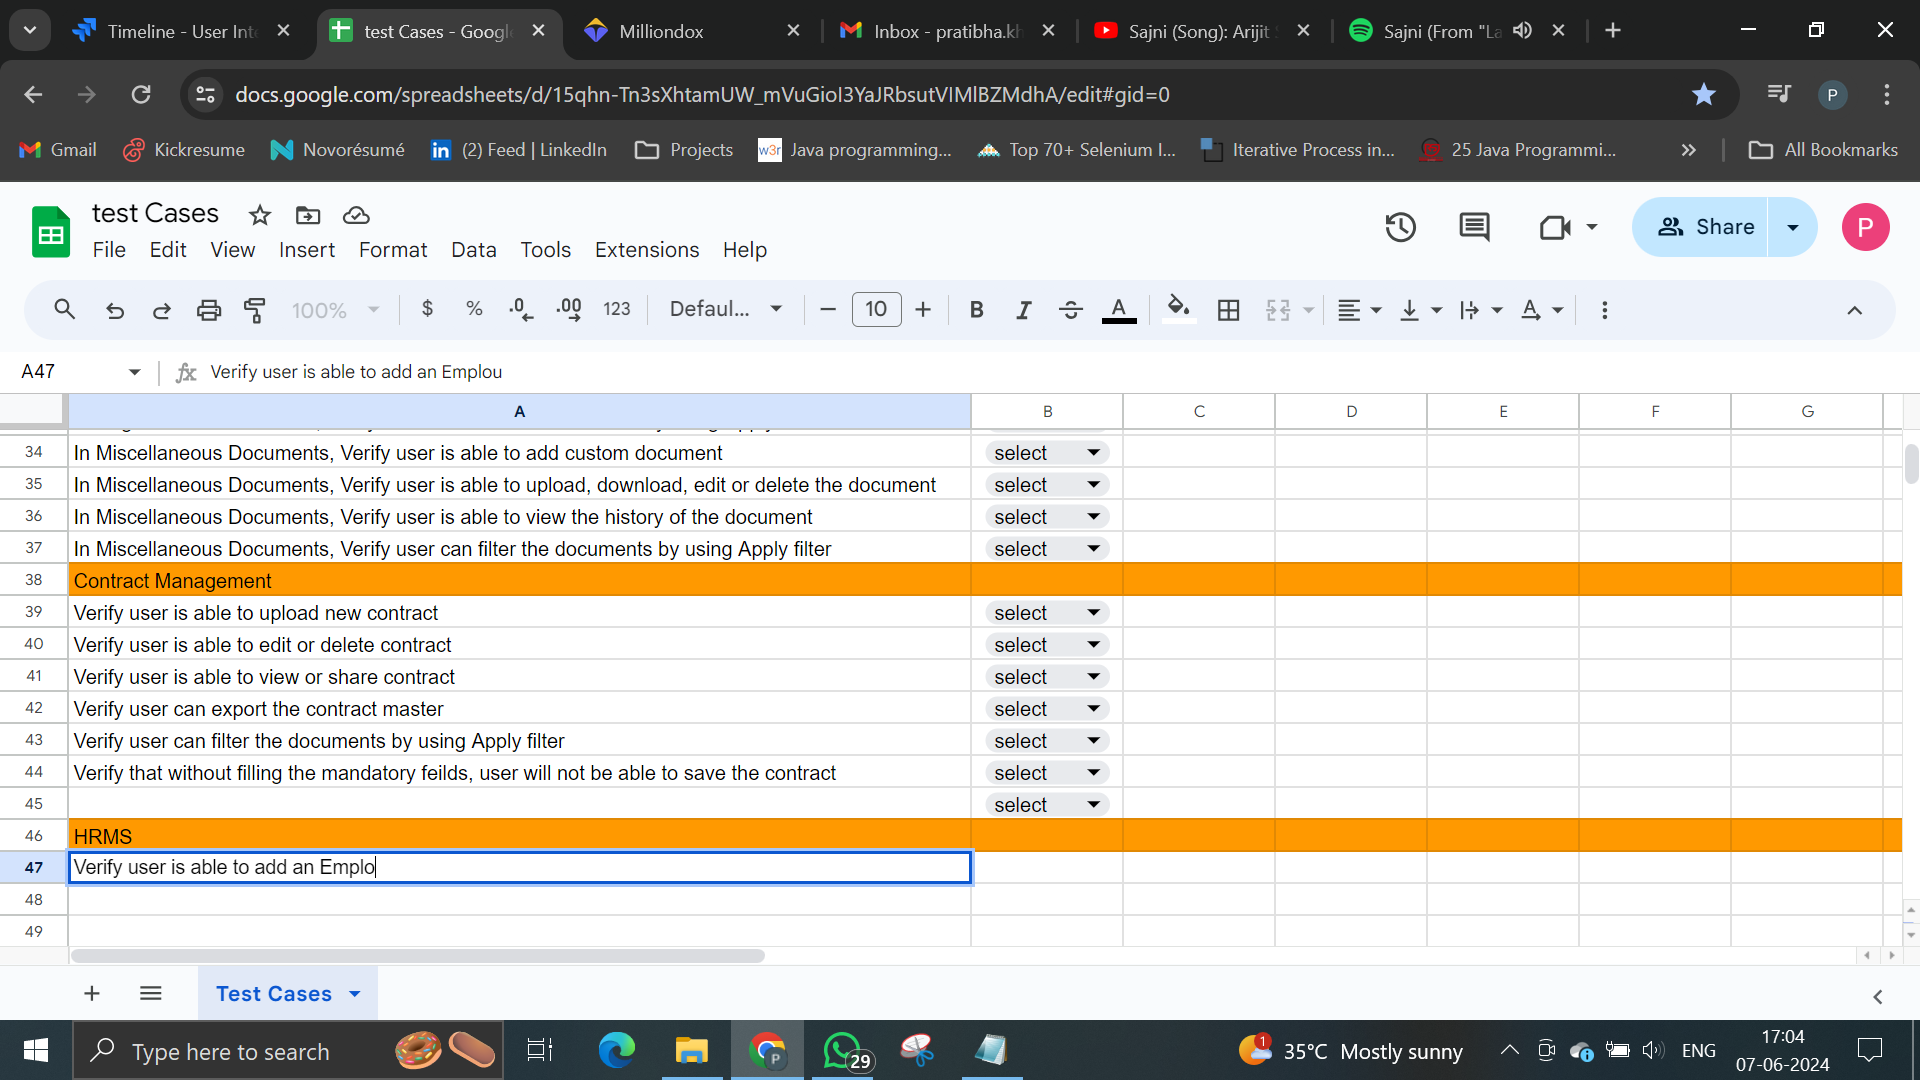 Timeline - User Inte
test Cases - Google
Milliondox
Inbox - pratibha.kh
Sajni (Song): Arijit S
Sajni (From "La
docs.google.com/spreadsheets/d/15qhn-Tn3sXhtamUW_mVuGioI3YaJRbsutVIMlBZMdhA/edit#gid=0
P
Gmail
Kickresume
Novorésumé
(2) Feed | LinkedIn
Projects
w3r
Java programming...
Top 70+ Selenium I...
Iterative Process in...
25 Java Programmi...
All Bookmarks
test Cases
File Edit View Insert Format Data Tools Extensions Help
Share
P
100%
$ % .0 .00 123
Defaul...
10
B I A
A47
fx Verify user is able to add an Emplou
A B C D E F G
34 In Miscellaneous Documents, Verify user is able to add custom document select
35 In Miscellaneous Documents, Verify user is able to upload, download, edit or delete the document select
36 In Miscellaneous Documents, Verify user is able to view the history of the document select
37 In Miscellaneous Documents, Verify user can filter the documents by using Apply filter select
38 Contract Management
39 Verify user is able to upload new contract select
40 Verify user is able to edit or delete contract select
41 Verify user is able to view or share contract select
42 Verify user can export the contract master select
43 Verify user can filter the documents by using Apply filter select
44 Verify that without filling the mandatory feilds, user will not be able to save the contract select
45 select
46 HRMS
47 Verify user is able to add an Emplo
48
49
Test Cases
Type here to search
P
29
1
35°C Mostly sunny
ENG
17:04
07-06-2024